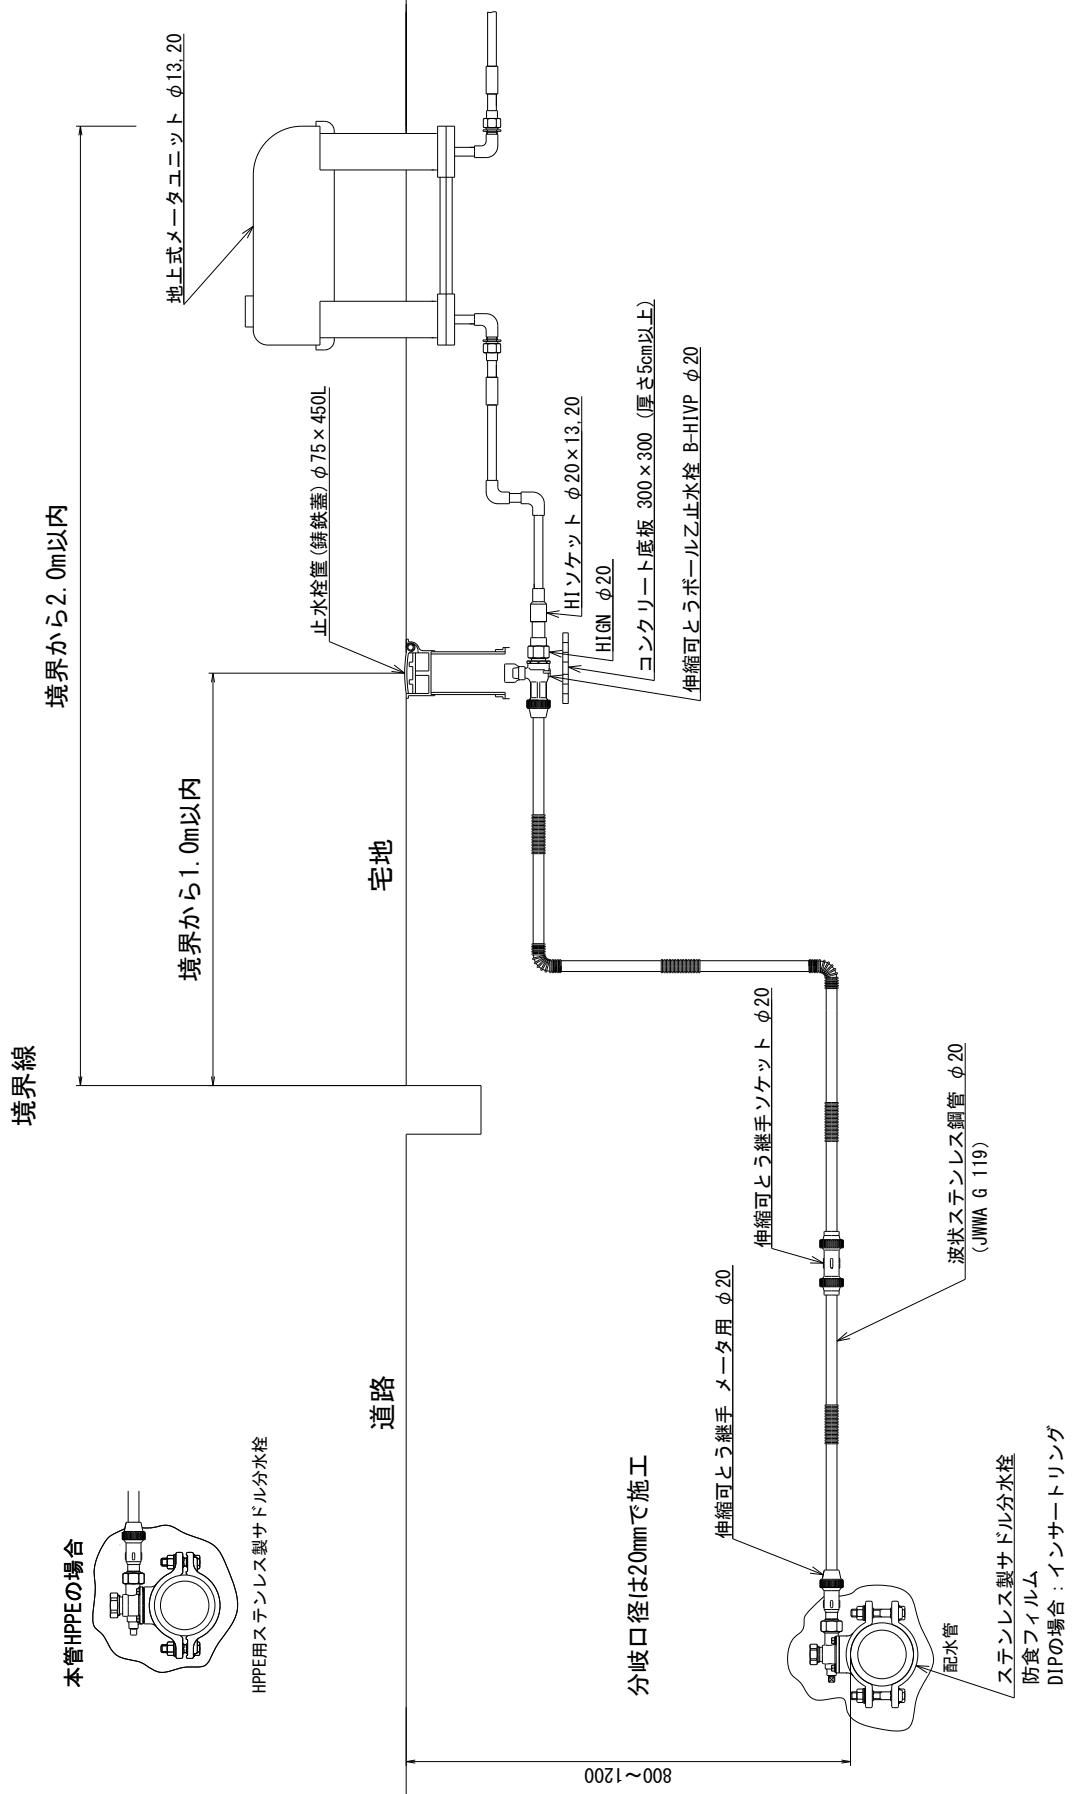 境界線
境界から2.0m以内
境界から1.0m以内
地上式メータユニット φ13,20
止水栓筐(鋳鉄蓋)φ75×450L
宅地
道路
本管HPPEの場合
HPPE用ステンレス製サドル分水栓
HIソケット φ20×13,20
HIGN φ20
コンクリート底板 300×300 (厚さ5cm以上)
伸縮可とうボール乙止水栓 B-HIVP φ20
分岐口径は20mmで施工
伸縮可とう継手 メータ用 φ20
伸縮可とう継手ソケット φ20
波状ステンレス鋼管 φ20
(JWWA G 119)
800～1200
配水管
ステンレス製サドル分水栓
防食フィルム
DIPの場合：インサートリング